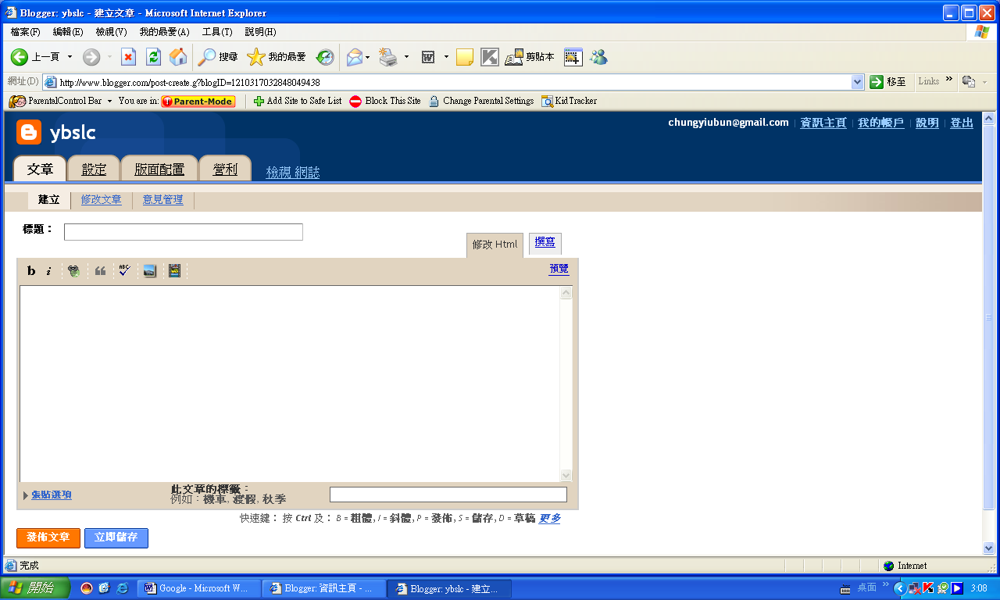 Blogger: ybslc - 建立文章 - Microsoft Internet Explorer
檔案(F) 編輯(E) 檢視(V) 我的最愛(A) 工具(T) 說明(H)
上一頁 搜尋 我的最愛 剪貼本
網址(D) http://www.blogger.com/post-create.g?blogID=1210317032848049438 移至 Links »
ParentalControl Bar You are in: Parent-Mode Add Site to Safe List Block This Site Change Parental Settings Kid Tracker
ybslc chungyiubun@gmail.com | 資訊主頁 | 我的帳戶 | 說明 | 登出
文章 設定 版面配置 營利 檢視 網誌
建立 修改文章 意見管理
標題：
修改 Html 撰寫
b i ABC 預覽
張貼選項 此文章的標籤：
例如：機車, 渡假, 秋季
快速鍵： 按 Ctrl 及： B = 粗體, I = 斜體, P = 發佈, S = 儲存, D = 草稿 更多
發佈文章 立即儲存
完成 Internet
開始 Google - Microsoft W... Blogger: 資訊主頁 - ... Blogger: ybslc - 建立... 桌面 » 3:08